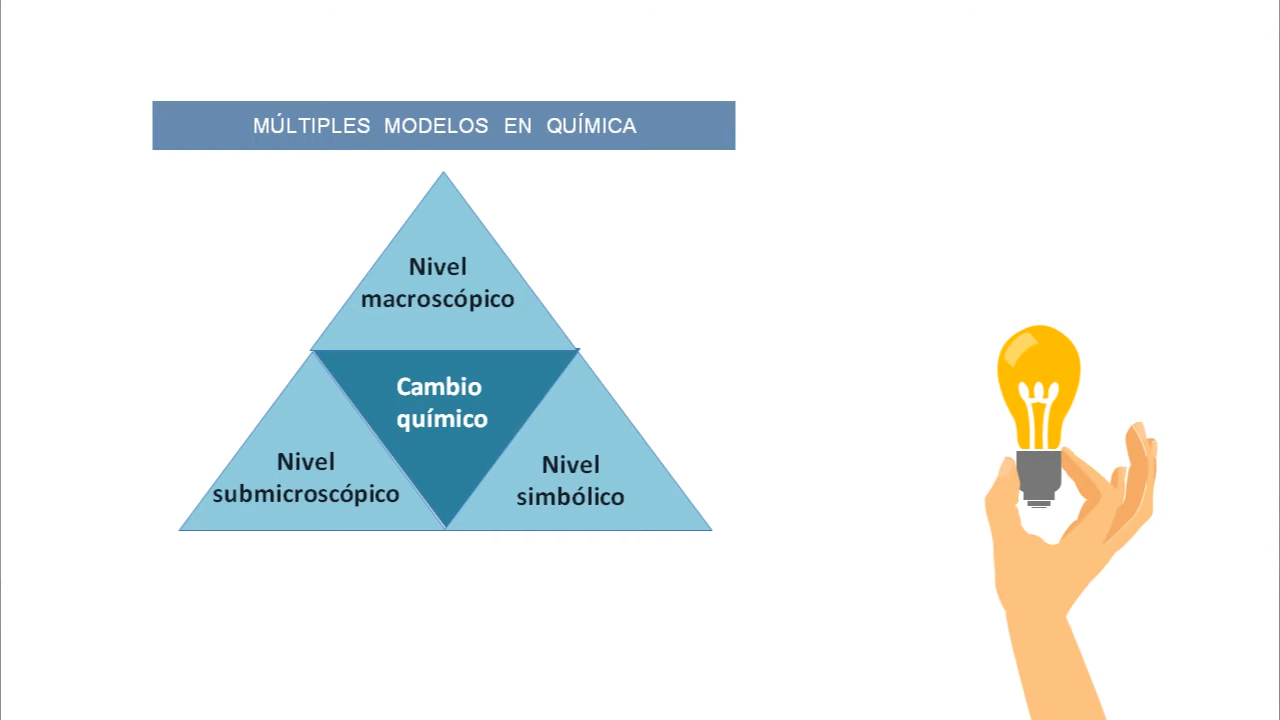 MÚLTIPLES MODELOS EN QUÍMICA
Nivel
macroscópico
Cambio
químico
Nivel
submicroscópico
Nivel
simbólico